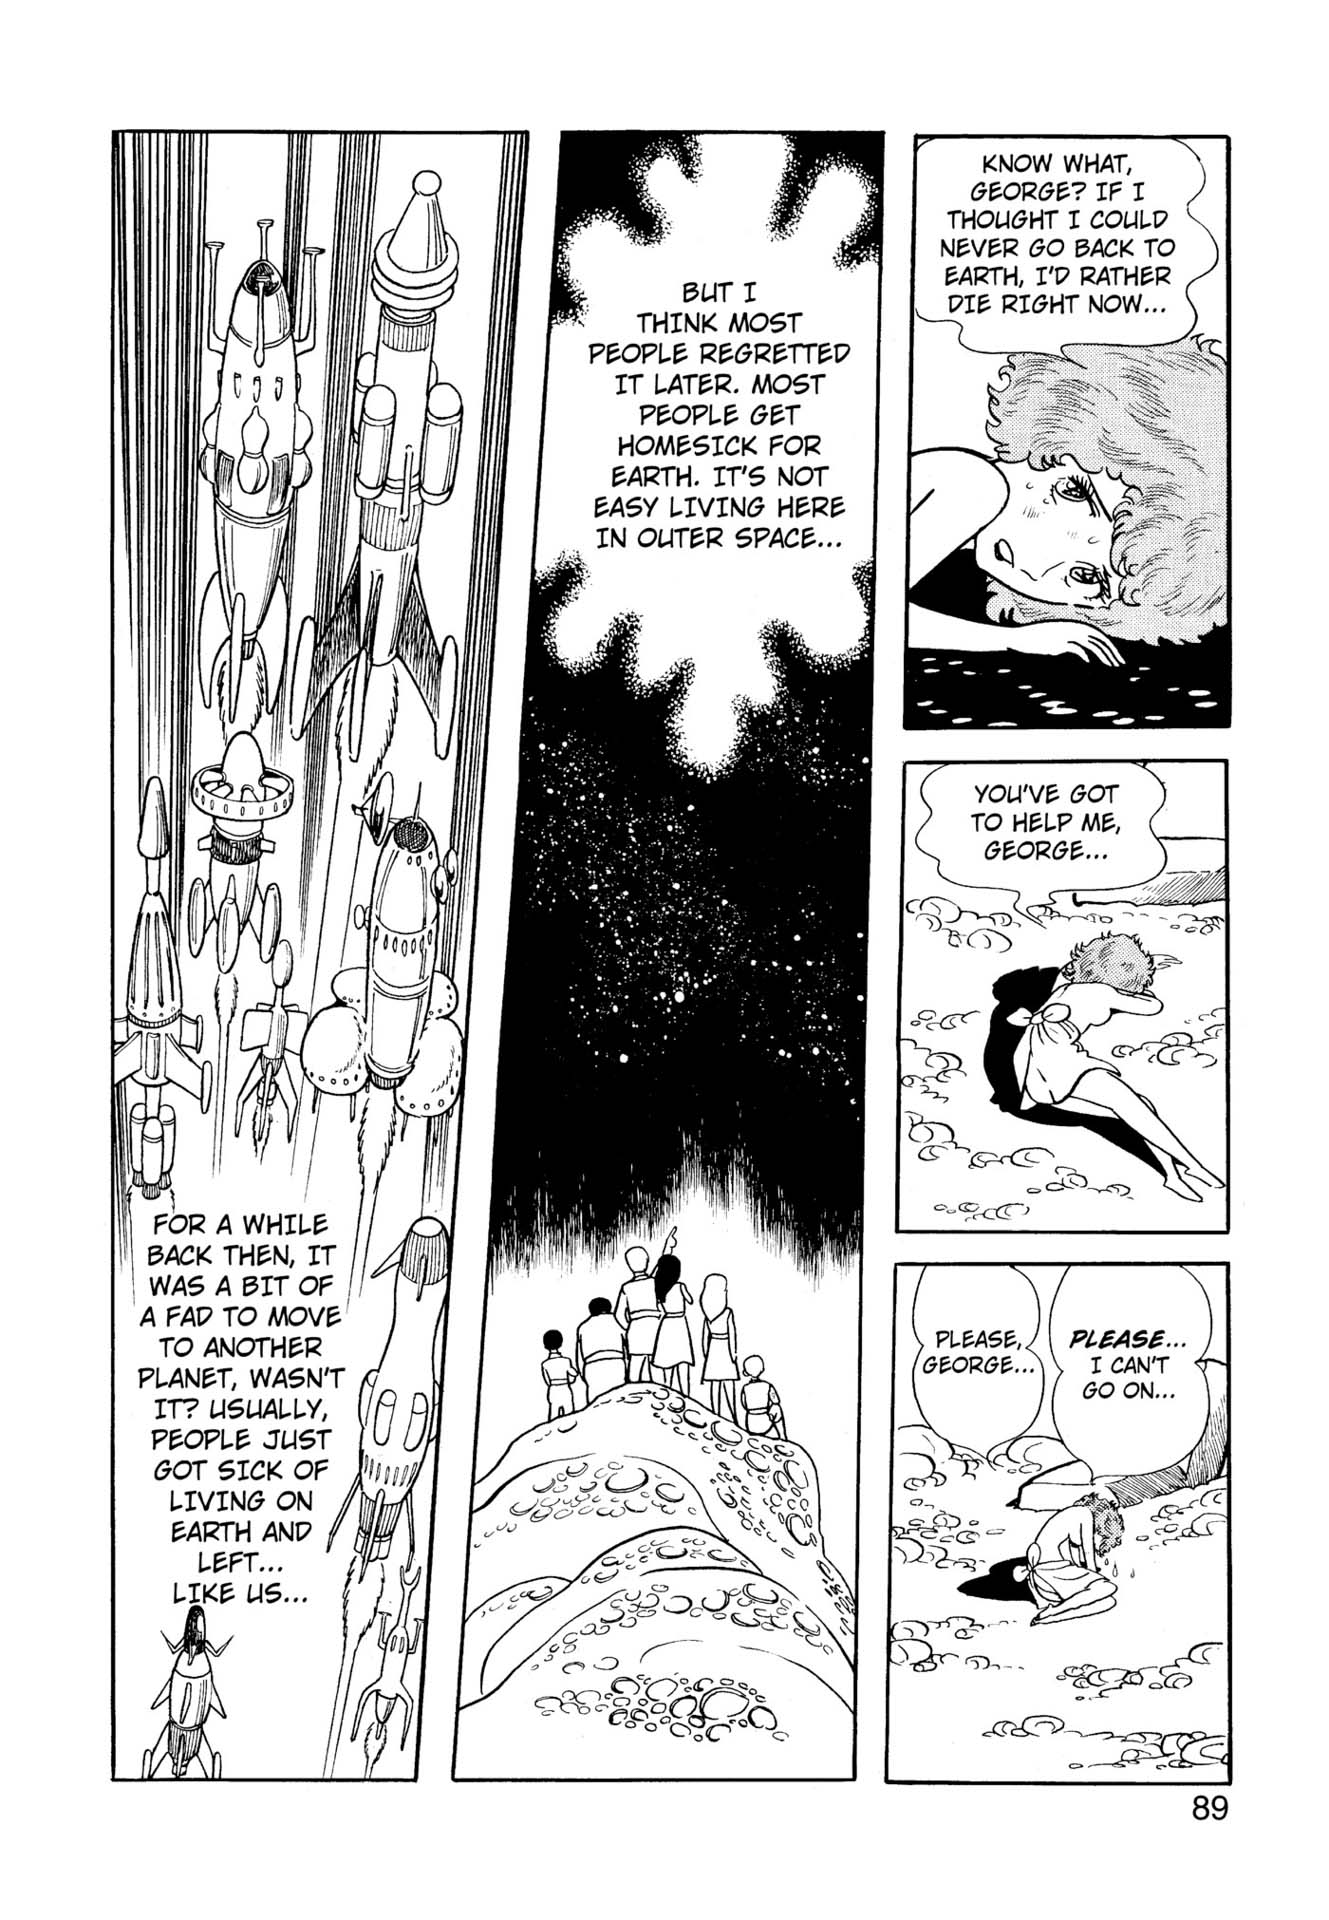 FOR A WHILE
BACK THEN, IT
WAS A BIT OF
A FAD TO MOVE
TO ANOTHER
PLANET, WASN'T
IT? USUALLY,
PEOPLE JUST
GOT SICK OF
LIVING ON
EARTH AND
LEFT...
LIKE US...
BUT I
THINK MOST
PEOPLE REGRETTED
IT LATER. MOST
PEOPLE GET
HOMESICK FOR
EARTH. IT'S NOT
EASY LIVING HERE
IN OUTER SPACE...
KNOW WHAT,
GEORGE? IF I
THOUGHT I COULD
NEVER GO BACK TO
EARTH, I'D RATHER
DIE RIGHT NOW...
YOU'VE GOT
TO HELP ME,
GEORGE...
PLEASE,
GEORGE...
PLEASE...
I CAN'T
GO ON...
89